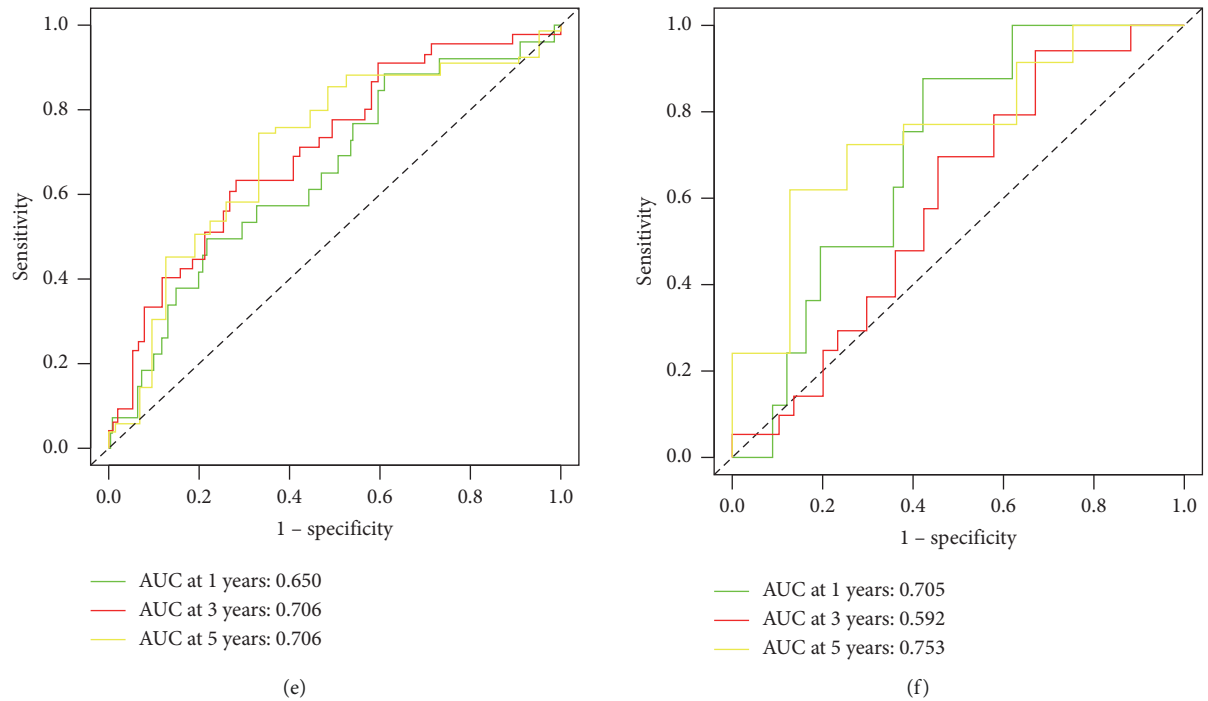 1.0
0.8
0.6
0.4
0.2
0.0
Sensitivity
0.0 0.2 0.4 0.6 0.8 1.0
1 – specificity
AUC at 1 years: 0.650
AUC at 3 years: 0.706
AUC at 5 years: 0.706
(e)
1.0
0.8
0.6
0.4
0.2
0.0
Sensitivity
0.0 0.2 0.4 0.6 0.8 1.0
1 – specificity
AUC at 1 years: 0.705
AUC at 3 years: 0.592
AUC at 5 years: 0.753
(f)